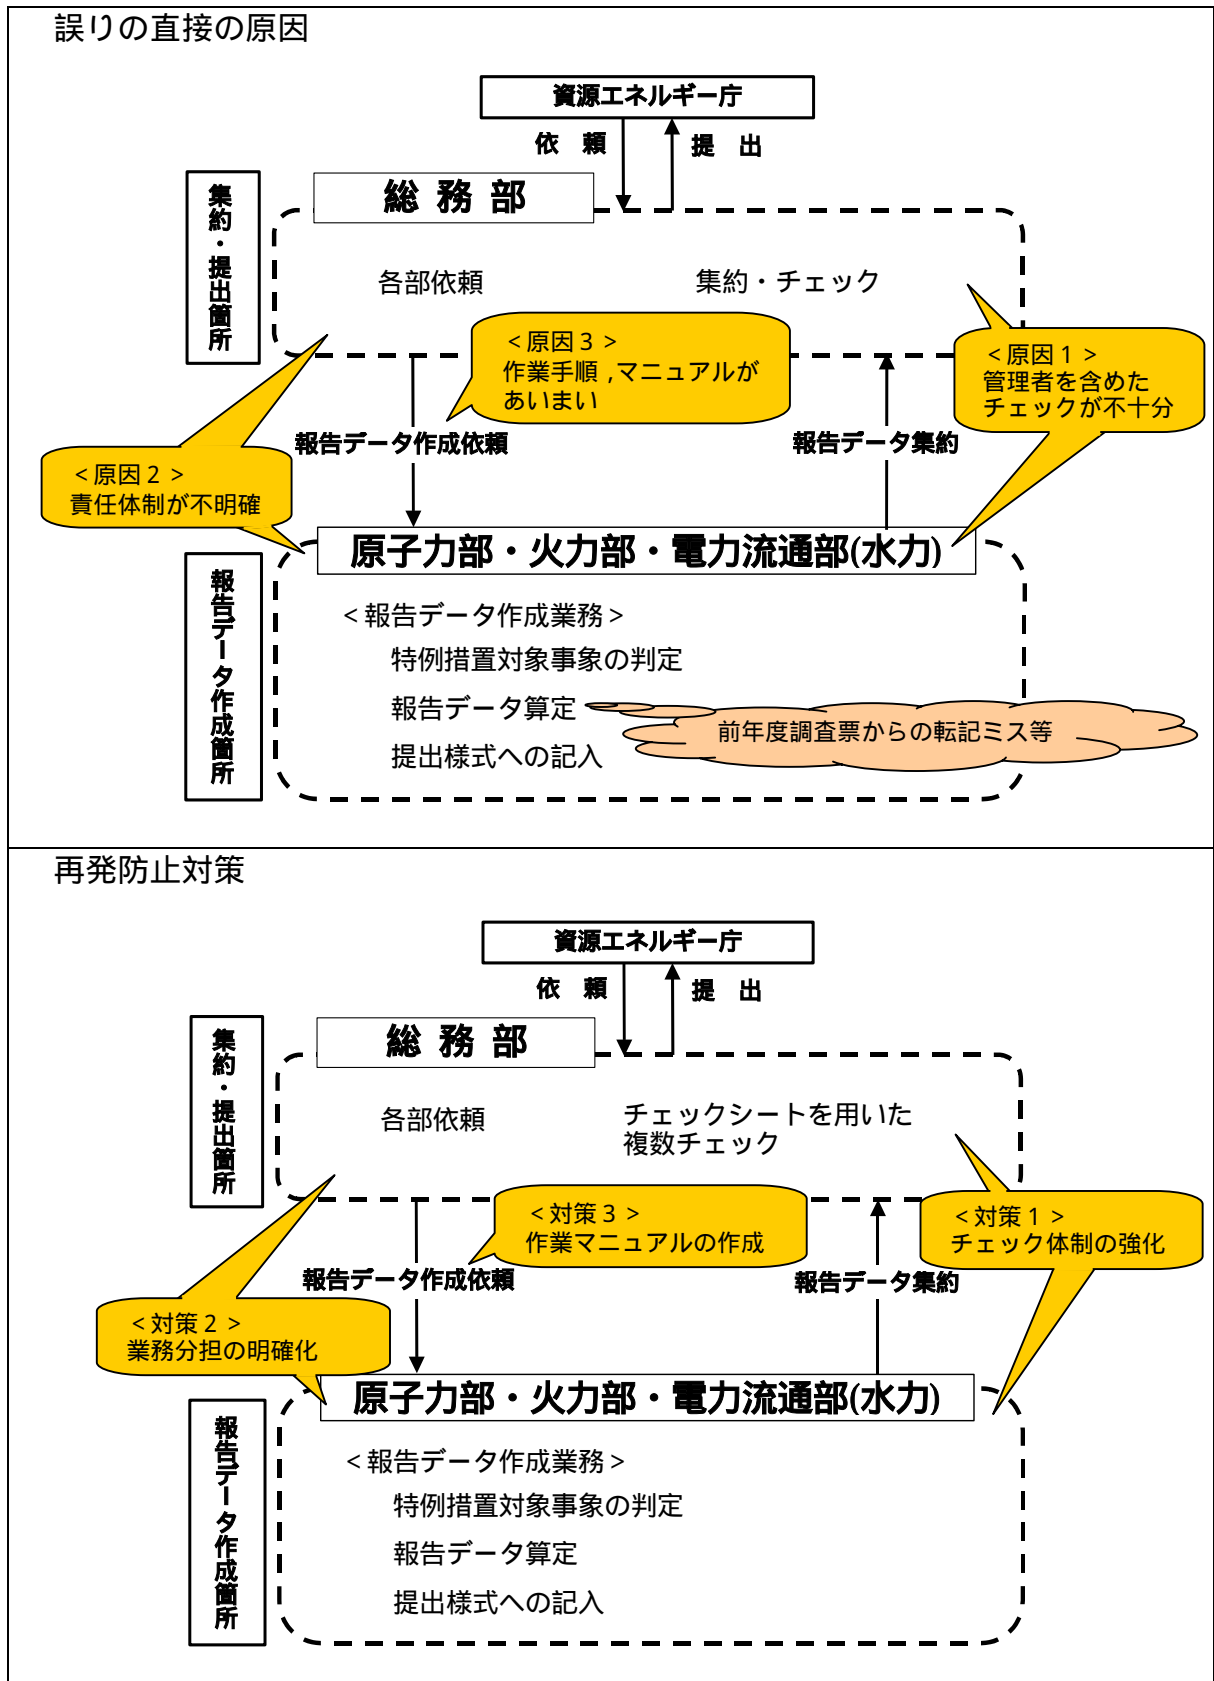 誤りの直接の原因
資源エネルギー庁
依 頼
提 出
集約・提出箇所
総 務 部
各部依頼
集約・チェック
<原因3>
作業手順,マニュアルが
あいまい
<原因1>
管理者を含めた
チェックが不十分
報告データ作成依頼
報告データ集約
<原因2>
責任体制が不明確
原子力部・火力部・電力流通部(水力)
報告データ作成箇所
<報告データ作成業務>
特例措置対象事象の判定
報告データ算定
前年度調査票からの転記ミス等
提出様式への記入
再発防止対策
資源エネルギー庁
依 頼
提 出
集約・提出箇所
総 務 部
各部依頼
チェックシートを用いた
複数チェック
<対策3>
作業マニュアルの作成
<対策1>
チェック体制の強化
報告データ作成依頼
報告データ集約
<対策2>
業務分担の明確化
原子力部・火力部・電力流通部(水力)
報告データ作成箇所
<報告データ作成業務>
特例措置対象事象の判定
報告データ算定
提出様式への記入